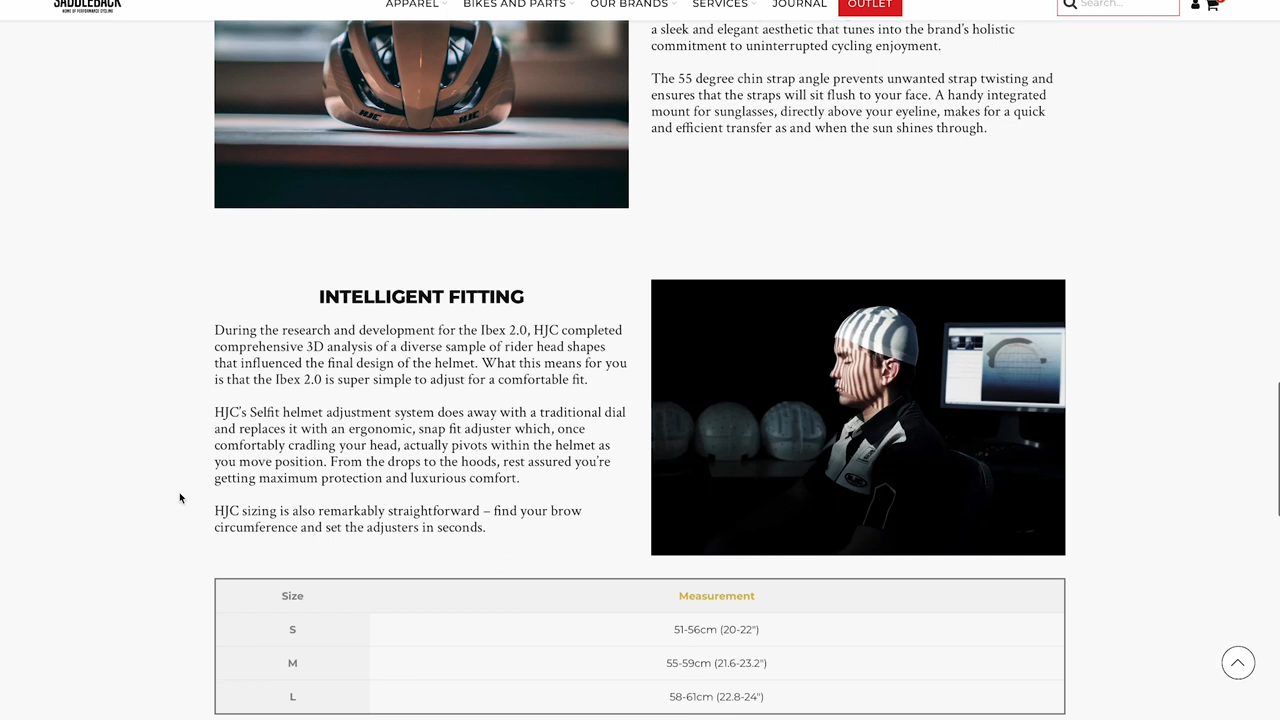 SADDLEBACK
HOME OF PERFORMANCE CYCLING
APPAREL
BIKES AND PARTS
OUR BRANDS
SERVICES
JOURNAL
OUTLET
Search...
a sleek and elegant aesthetic that tunes into the brand's holistic
commitment to uninterrupted cycling enjoyment.
The 55 degree chin strap angle prevents unwanted strap twisting and
ensures that the straps will sit flush to your face. A handy integrated
mount for sunglasses, directly above your eyeline, makes for a quick
and efficient transfer as and when the sun shines through.
HJC
HJC
INTELLIGENT FITTING
During the research and development for the Ibex 2.0, HJC completed
comprehensive 3D analysis of a diverse sample of rider head shapes
that influenced the final design of the helmet. What this means for you
is that the Ibex 2.0 is super simple to adjust for a comfortable fit.
HJC's Selfit helmet adjustment system does away with a traditional dial
and replaces it with an ergonomic, snap fit adjuster which, once
comfortably cradling your head, actually pivots within the helmet as
you move position. From the drops to the hoods, rest assured you're
getting maximum protection and luxurious comfort.
HJC sizing is also remarkably straightforward – find your brow
circumference and set the adjusters in seconds.
Size Measurement
S 51-56cm (20-22")
M 55-59cm (21.6-23.2")
L 58-61cm (22.8-24")